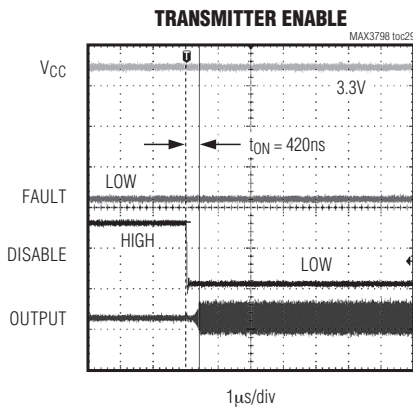 TRANSMITTER ENABLE
MAX3798 toc29
VCC
3.3V
tON = 420ns
FAULT
LOW
HIGH
DISABLE
LOW
OUTPUT
1µs/div